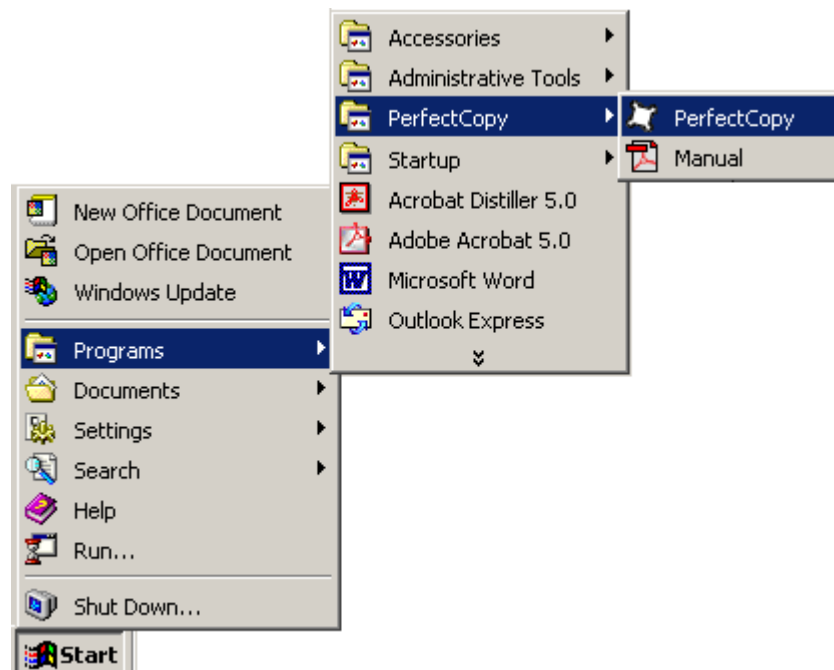 Accessories
Administrative Tools
PerfectCopy
Startup
Acrobat Distiller 5.0
Adobe Acrobat 5.0
Microsoft Word
Outlook Express
PerfectCopy
Manual
New Office Document
Open Office Document
Windows Update
Programs
Documents
Settings
Search
Help
Run...
Shut Down...
Start